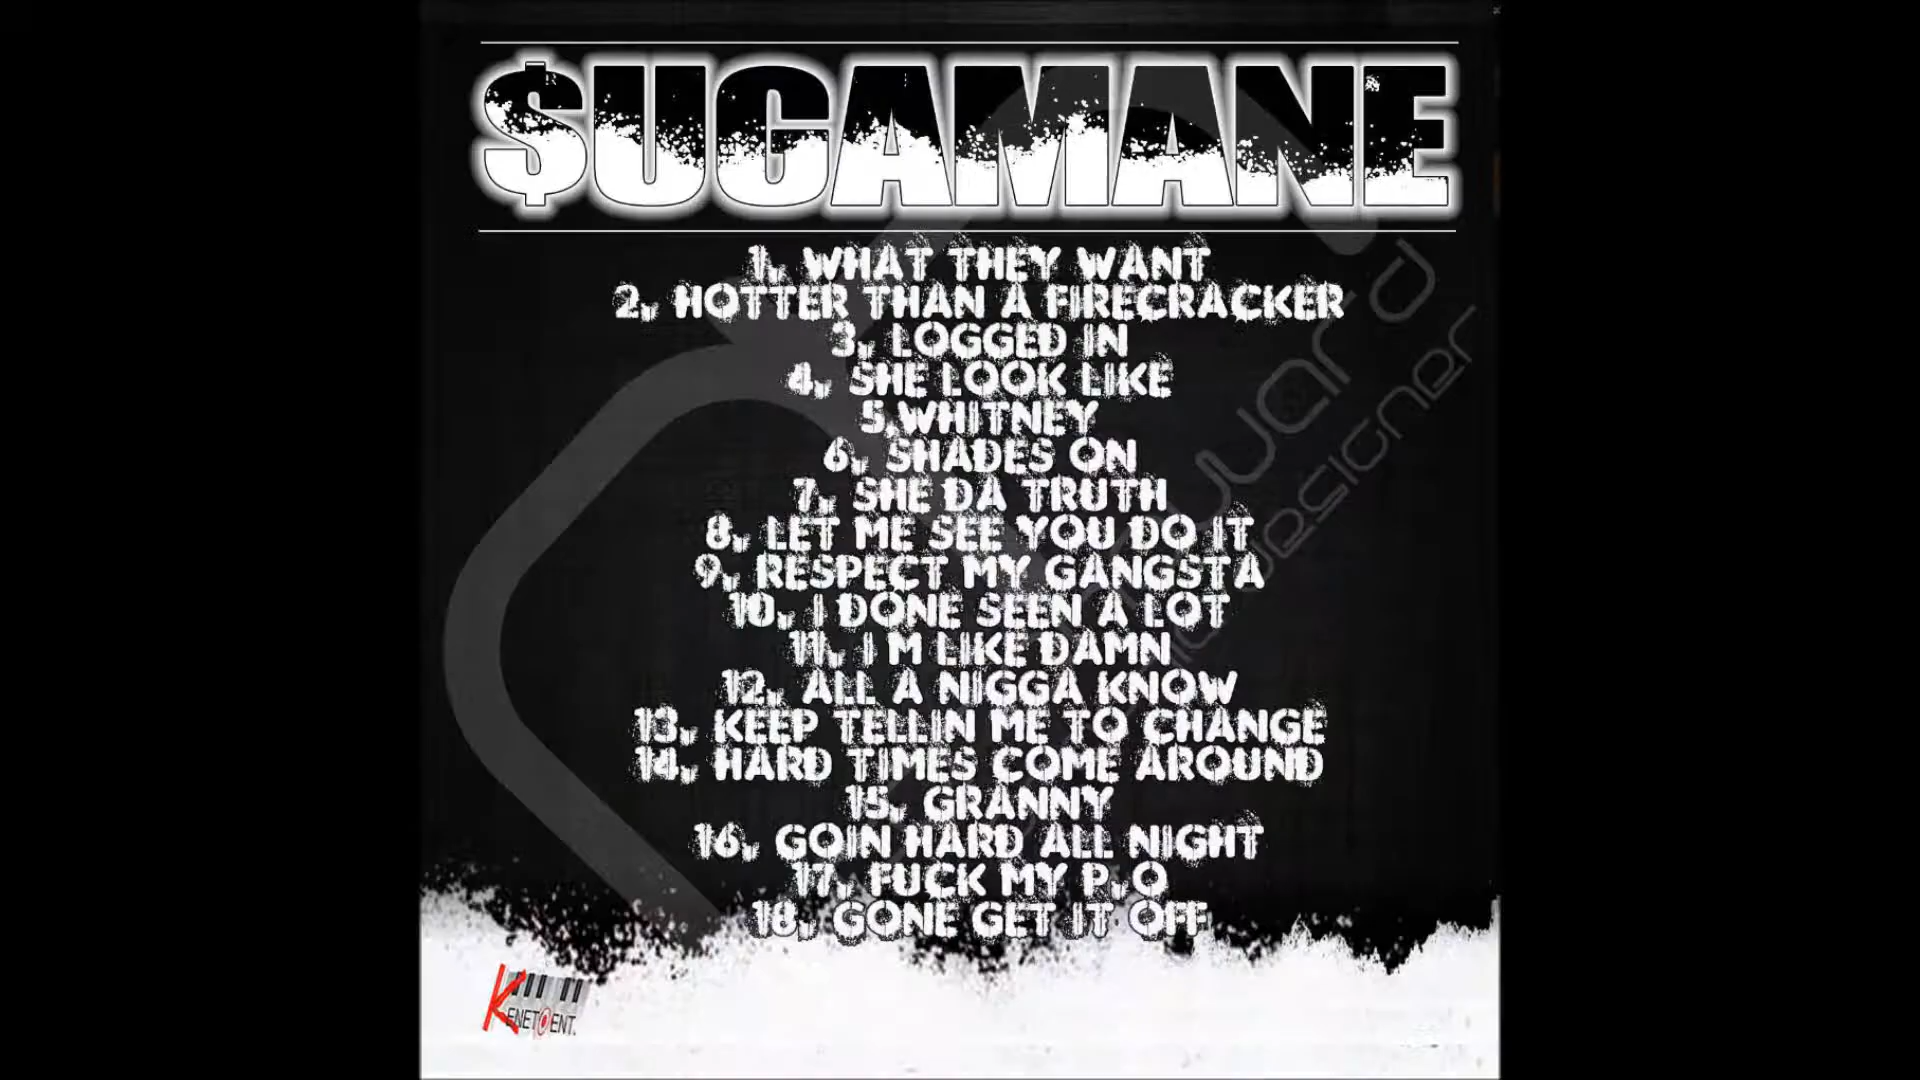 $UGAMANE
1. WHAT THEY WANT
2. HOTTER THAN A FIRECRACKER
3. LOGGED IN
4. SHE LOOK LIKE
5.WHITNEY
6. SHADES ON
7. SHE DA TRUTH
8. LET ME SEE YOU DO IT
9. RESPECT MY GANGSTA
10. I DONE SEEN A LOT
11. I M LIKE DAMN
12. ALL A NIGGA KNOW
13. KEEP TELLIN ME TO CHANGE
14. HARD TIMES COME AROUND
15. GRANNY
16. GOIN HARD ALL NIGHT
17. FUCK MY P.O
18. GONE GET IT OFF
KENETOENT.
designer